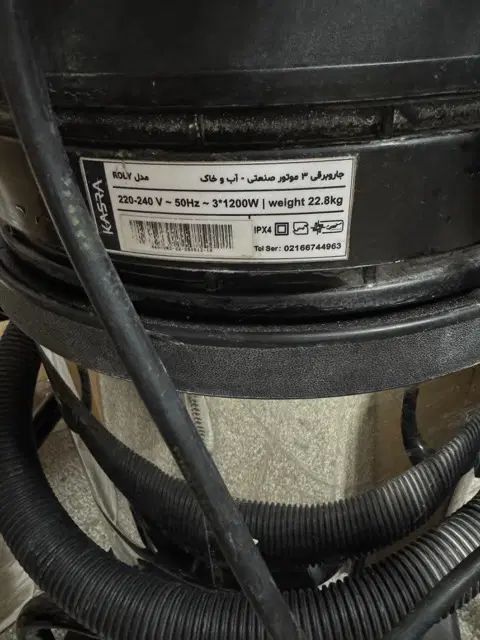 KASRA
جاروبرقی ۳ موتور صنعتی - آب و خاک مدل ROLY
220-240 V ~ 50Hz ~ 3*1200W | weight 22.8kg
IPX4
Tel Ser: 02166744963